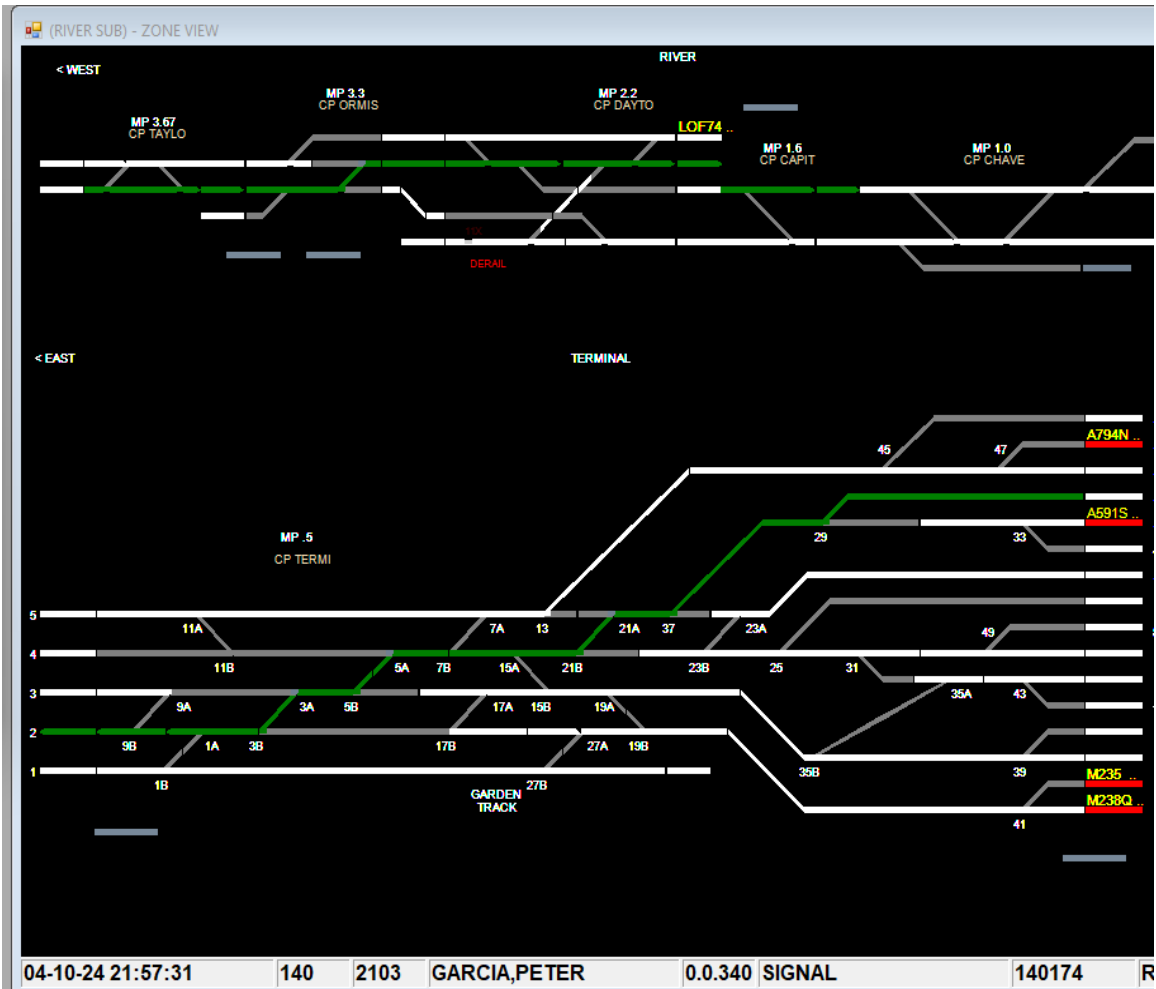 (RIVER SUB) - ZONE VIEW
RIVER
< WEST
MP 3.3
CP ORMIS
MP 2.2
CP DAYTO
MP 3.67
CP TAYLO
LOF74 ..
MP 1.6
CP CAPIT
MP 1.0
CP CHAVE
11X
DERAIL
< EAST
TERMINAL
A794N ..
45
47
A591S ..
MP .5
CP TERMI
29
33
5
11A
7A
13
21A
37
23A
49
4
11B
5A
7B
15A
21B
23B
25
31
3
9A
3A
5B
17A
15B
19A
35A
43
2
9B
1A
3B
17B
27A
19B
1
1B
GARDEN
TRACK
27B
35B
39
M235 ..
M238Q ..
41
04-10-24 21:57:31
140
2103
GARCIA,PETER
0.0.340
SIGNAL
140174
R